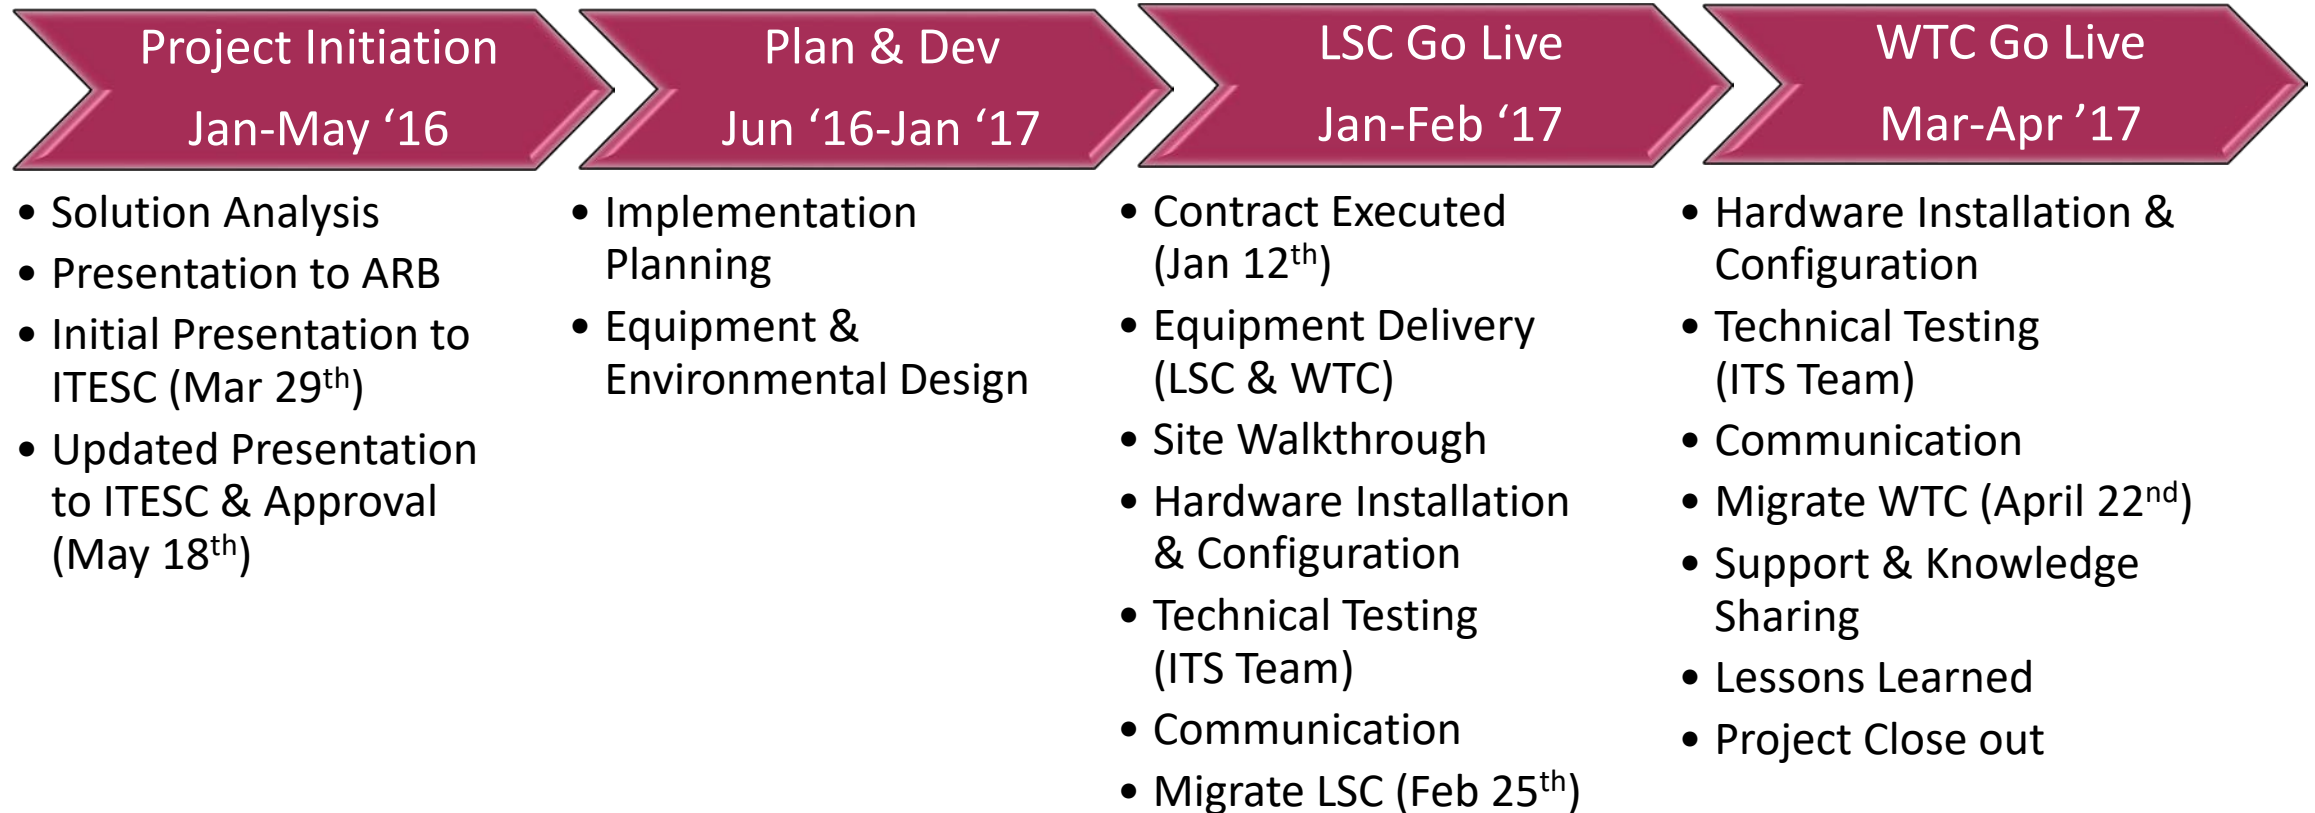 Project Initiation
Jan-May ‘16
• Solution Analysis
• Presentation to ARB
• Initial Presentation to
ITESC (Mar 29th)
• Updated Presentation
to ITESC & Approval
(May 18th)
Plan & Dev
Jun ‘16-Jan ‘17
• Implementation
Planning
• Equipment &
Environmental Design
LSC Go Live
Jan-Feb ‘17
• Contract Executed
(Jan 12th)
• Equipment Delivery
(LSC & WTC)
• Site Walkthrough
• Hardware Installation
& Configuration
• Technical Testing
(ITS Team)
• Communication
• Migrate LSC (Feb 25th)
WTC Go Live
Mar-Apr ’17
• Hardware Installation &
Configuration
• Technical Testing
(ITS Team)
• Communication
• Migrate WTC (April 22nd)
• Support & Knowledge
Sharing
• Lessons Learned
• Project Close out